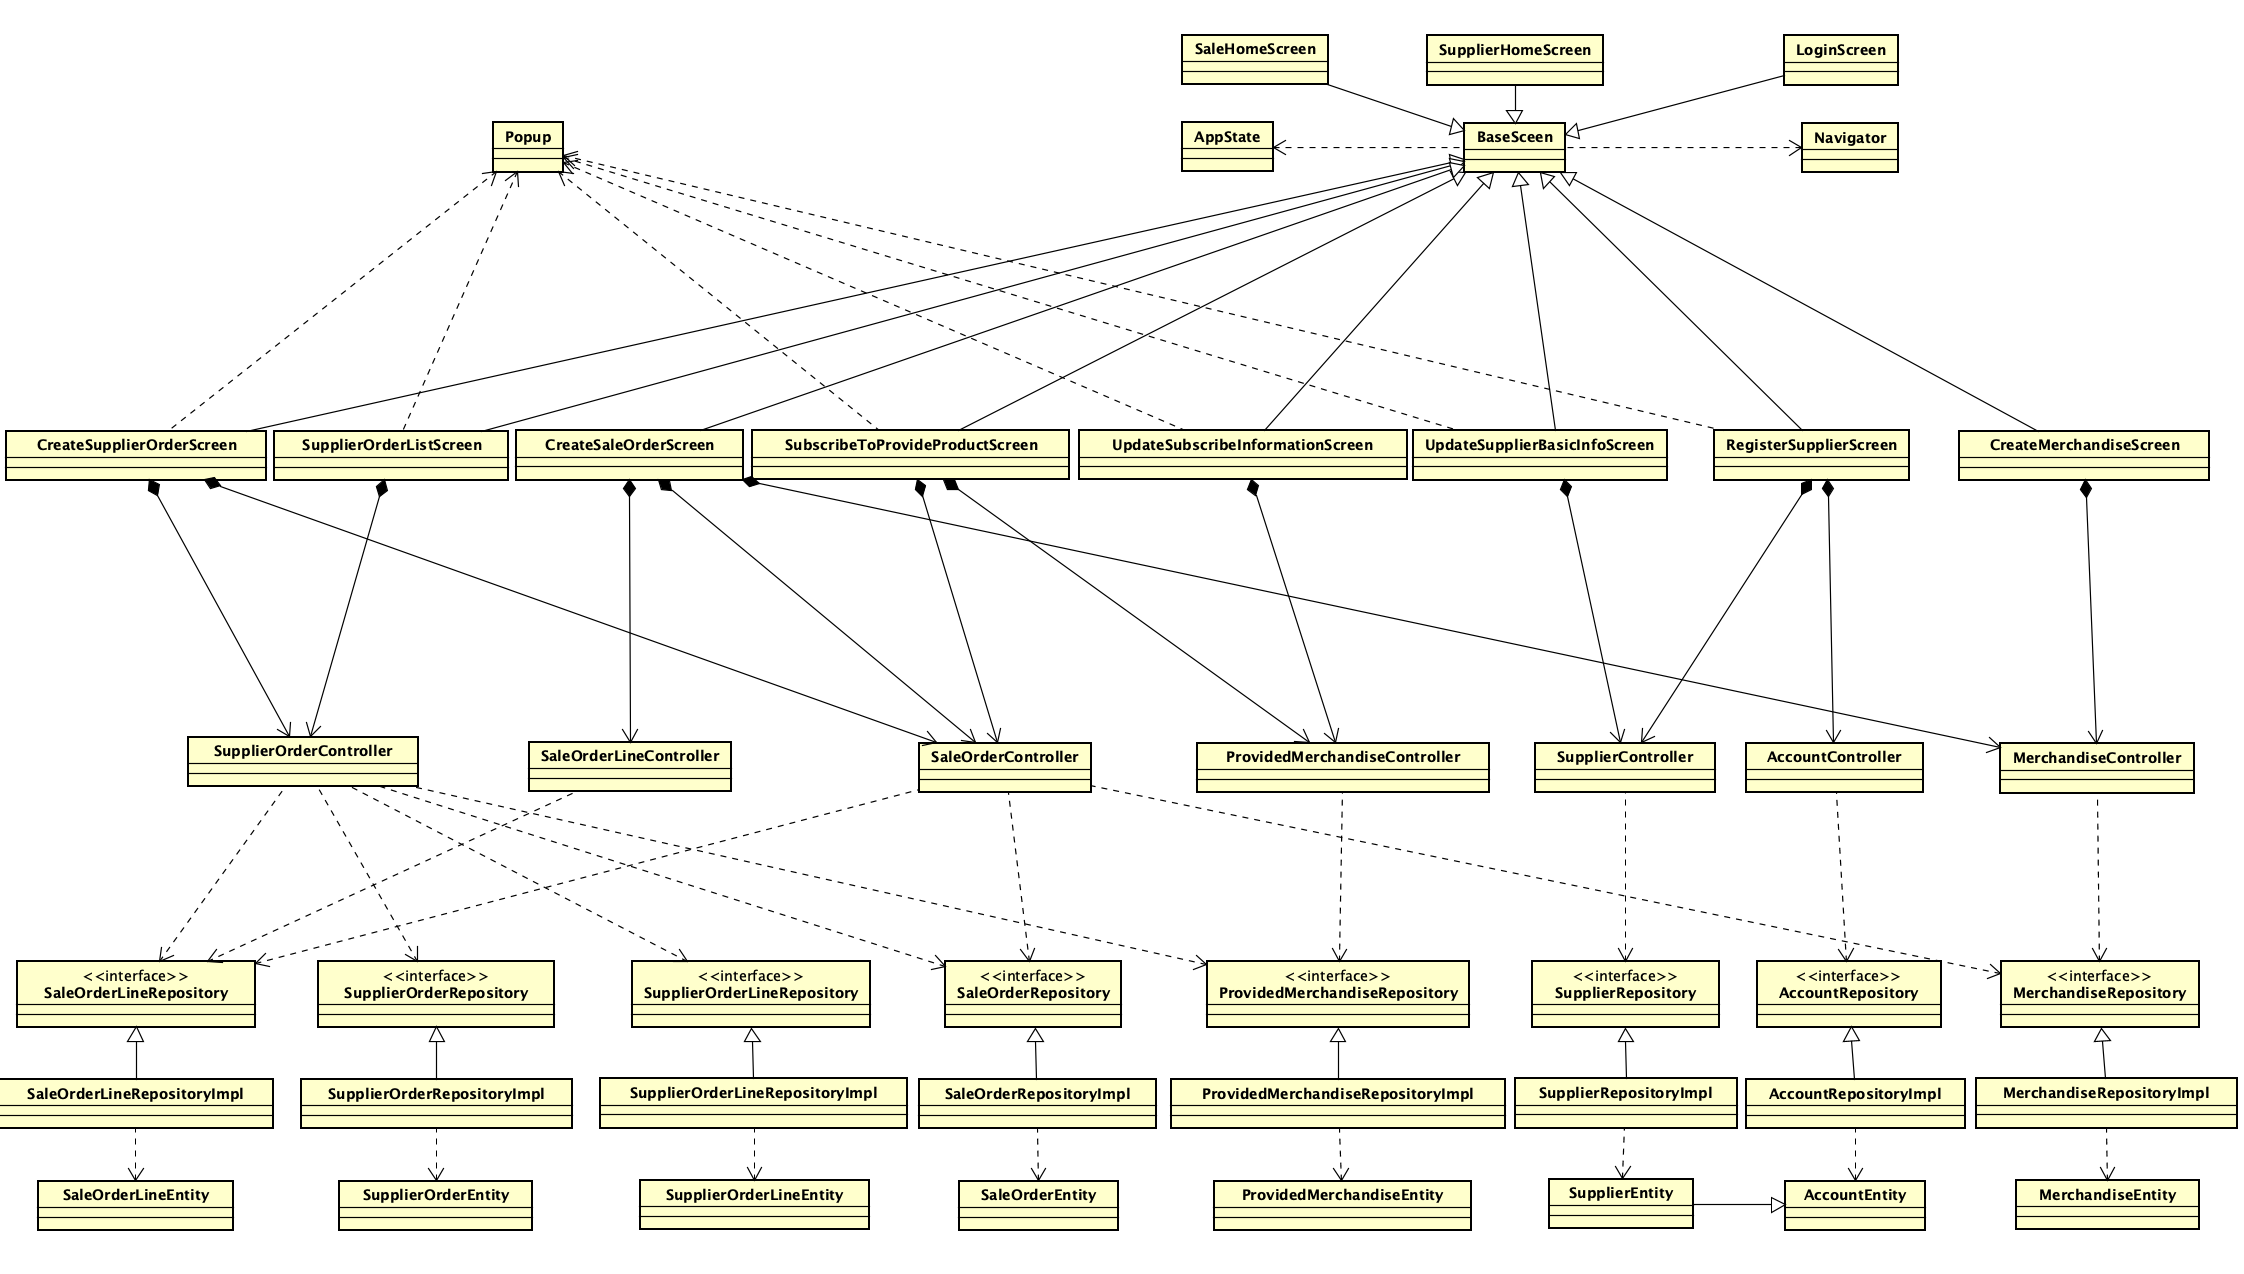 SaleHomeScreen
SupplierHomeScreen
LoginScreen
Popup
AppState
BaseSceen
Navigator
CreateSupplierOrderScreen
SupplierOrderListScreen
CreateSaleOrderScreen
SubscribeToProvideProductScreen
UpdateSubscribeInformationScreen
UpdateSupplierBasicInfoScreen
RegisterSupplierScreen
CreateMerchandiseScreen
SupplierOrderController
SaleOrderLineController
SaleOrderController
ProvidedMerchandiseController
SupplierController
AccountController
MerchandiseController
<<interface>>
SaleOrderLineRepository
<<interface>>
SupplierOrderRepository
<<interface>>
SupplierOrderLineRepository
<<interface>>
SaleOrderRepository
<<interface>>
ProvidedMerchandiseRepository
<<interface>>
SupplierRepository
<<interface>>
AccountRepository
<<interface>>
MerchandiseRepository
SaleOrderLineRepositoryImpl
SupplierOrderRepositoryImpl
SupplierOrderLineRepositoryImpl
SaleOrderRepositoryImpl
ProvidedMerchandiseRepositoryImpl
SupplierRepositoryImpl
AccountRepositoryImpl
MerchandiseRepositoryImpl
SaleOrderLineEntity
SupplierOrderEntity
SupplierOrderLineEntity
SaleOrderEntity
ProvidedMerchandiseEntity
SupplierEntity
AccountEntity
MerchandiseEntity